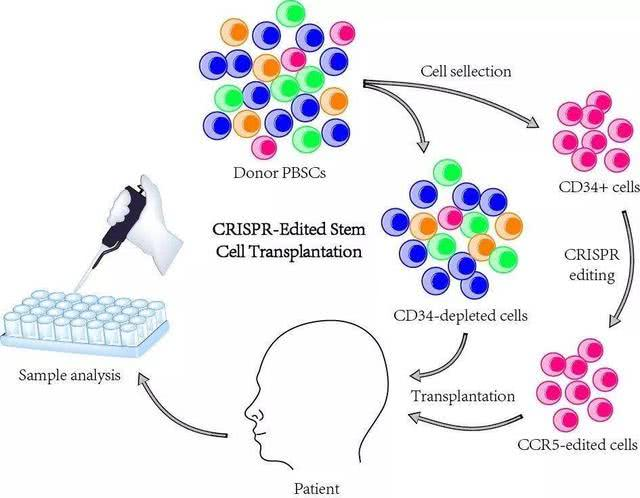 Cell sellection
Donor PBSCs
CD34+ cells
CRISPR-Edited Stem
Cell Transplantation
CRISPR
editing
CD34-depleted cells
Sample analysis
Transplantation
CCR5-edited cells
Patient